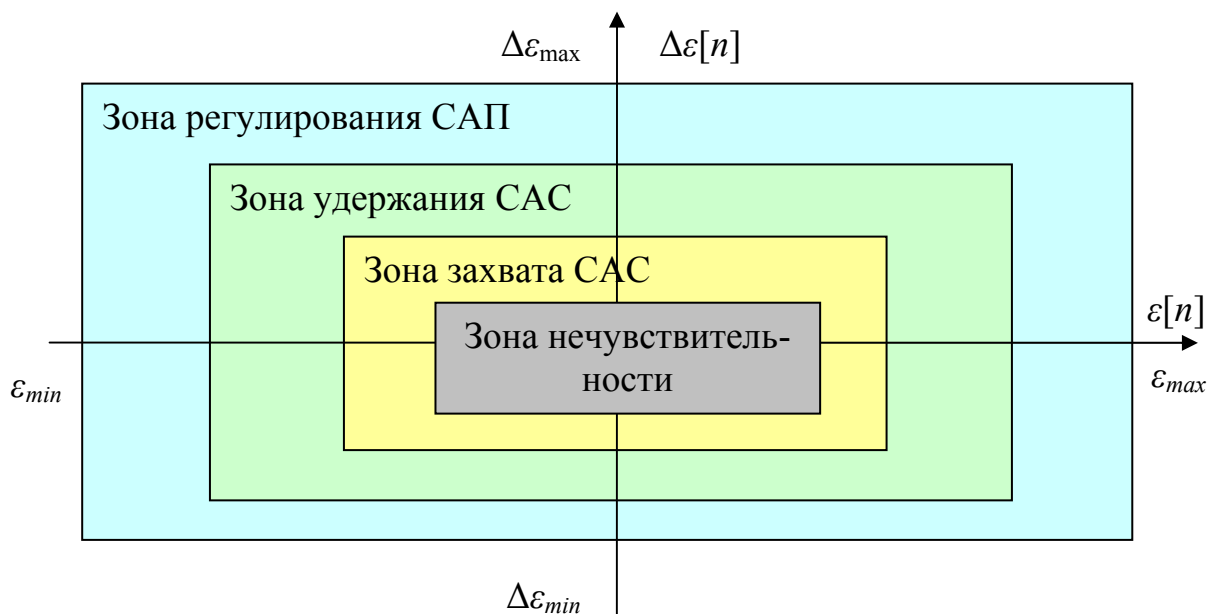 Δε_max Δε[n]
Зона регулирования САП
Зона удержания САС
Зона захвата САС
ε[n]
Зона нечувствитель-
ности
ε_min ε_max
Δε_min